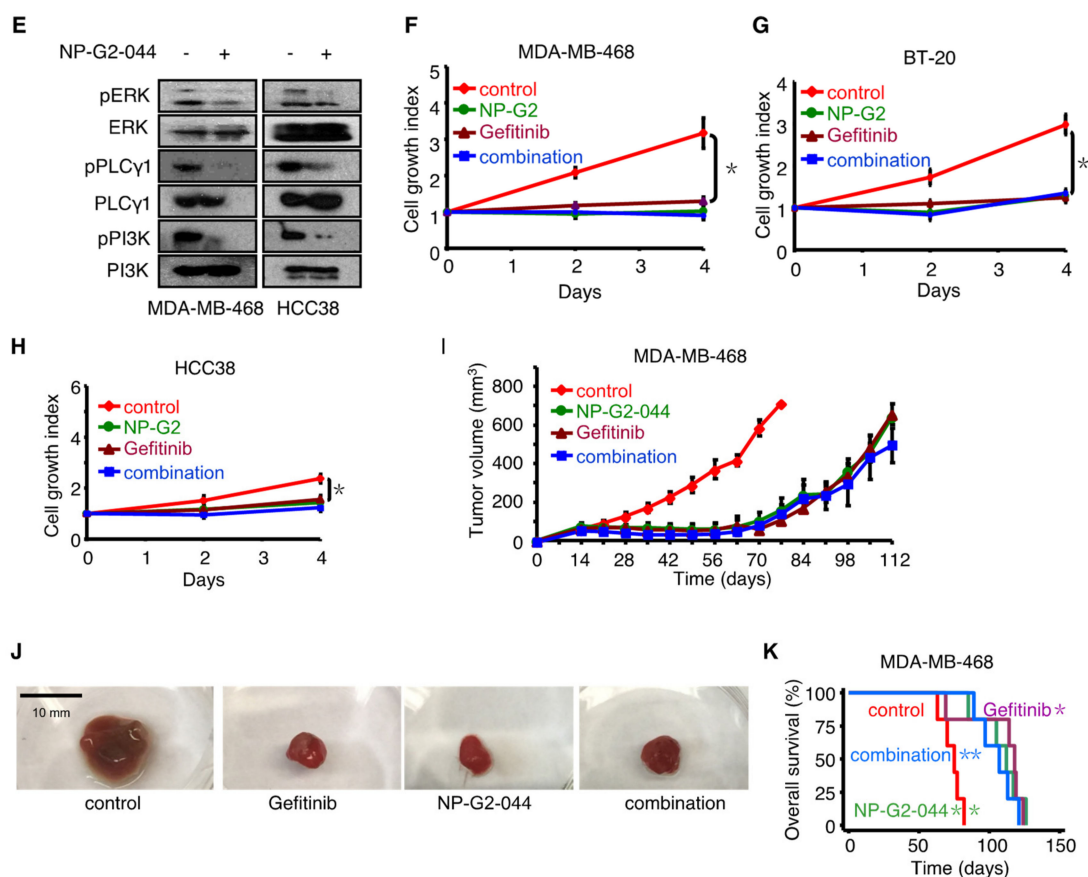 E
NP-G2-044 - + - +
pERK
ERK
pPLCγ1
PLCγ1
pPI3K
PI3K
MDA-MB-468 HCC38
F
MDA-MB-468
Cell growth index
5
4
3
2
1
0
control
NP-G2
Gefitinib
combination
*
0 1 2 3 4
Days
G
BT-20
Cell growth index
4
3
2
1
0
control
NP-G2
Gefitinib
combination
*
0 1 2 3 4
Days
H
HCC38
Cell growth index
6
4
2
0
control
NP-G2
Gefitinib
combination
*
0 1 2 3 4
Days
I
MDA-MB-468
Tumor volume (mm³)
800
600
400
200
0
control
NP-G2-044
Gefitinib
combination
0 14 28 42 56 70 84 98 112
Time (days)
J
10 mm
control
Gefitinib
NP-G2-044
combination
K
MDA-MB-468
Overall survival (%)
100
75
50
25
0
control
Gefitinib *
combination **
NP-G2-044 * *
0 50 100 150
Time (days)